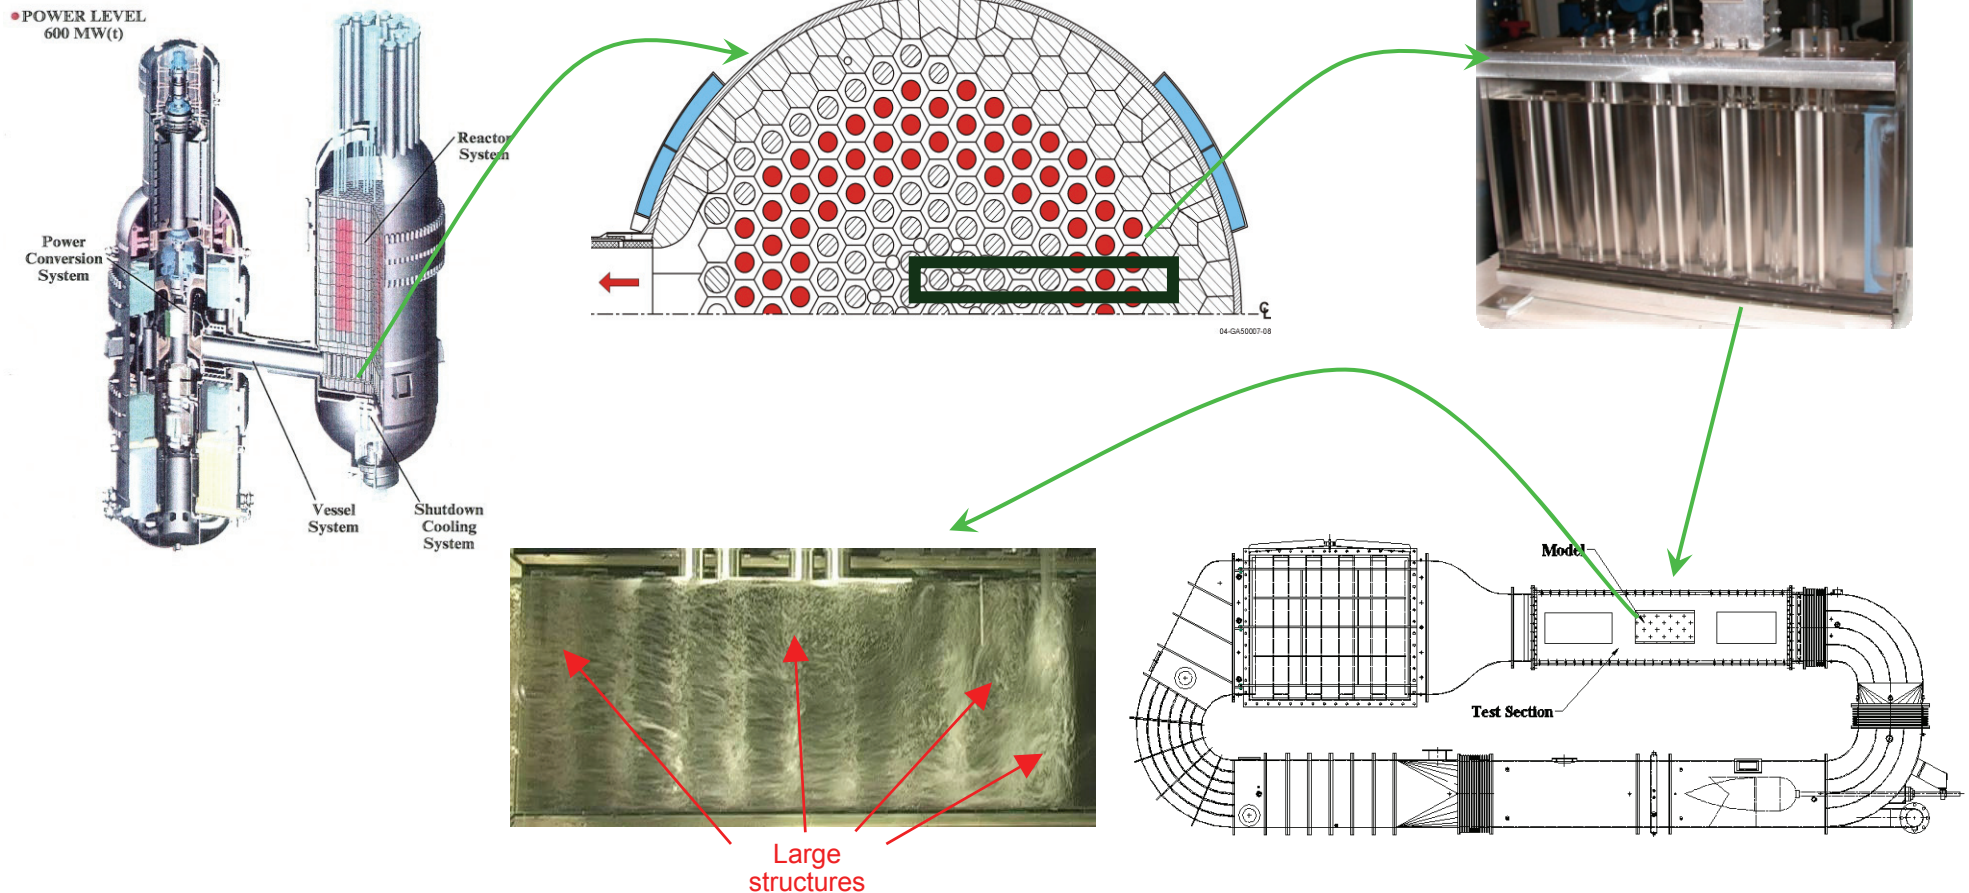 POWER LEVEL
600 MW(t)
Reactor
System
Power
Conversion
System
Vessel
System
Shutdown
Cooling
System
℄
04-GA50007-08
Model
Test Section
Large
structures